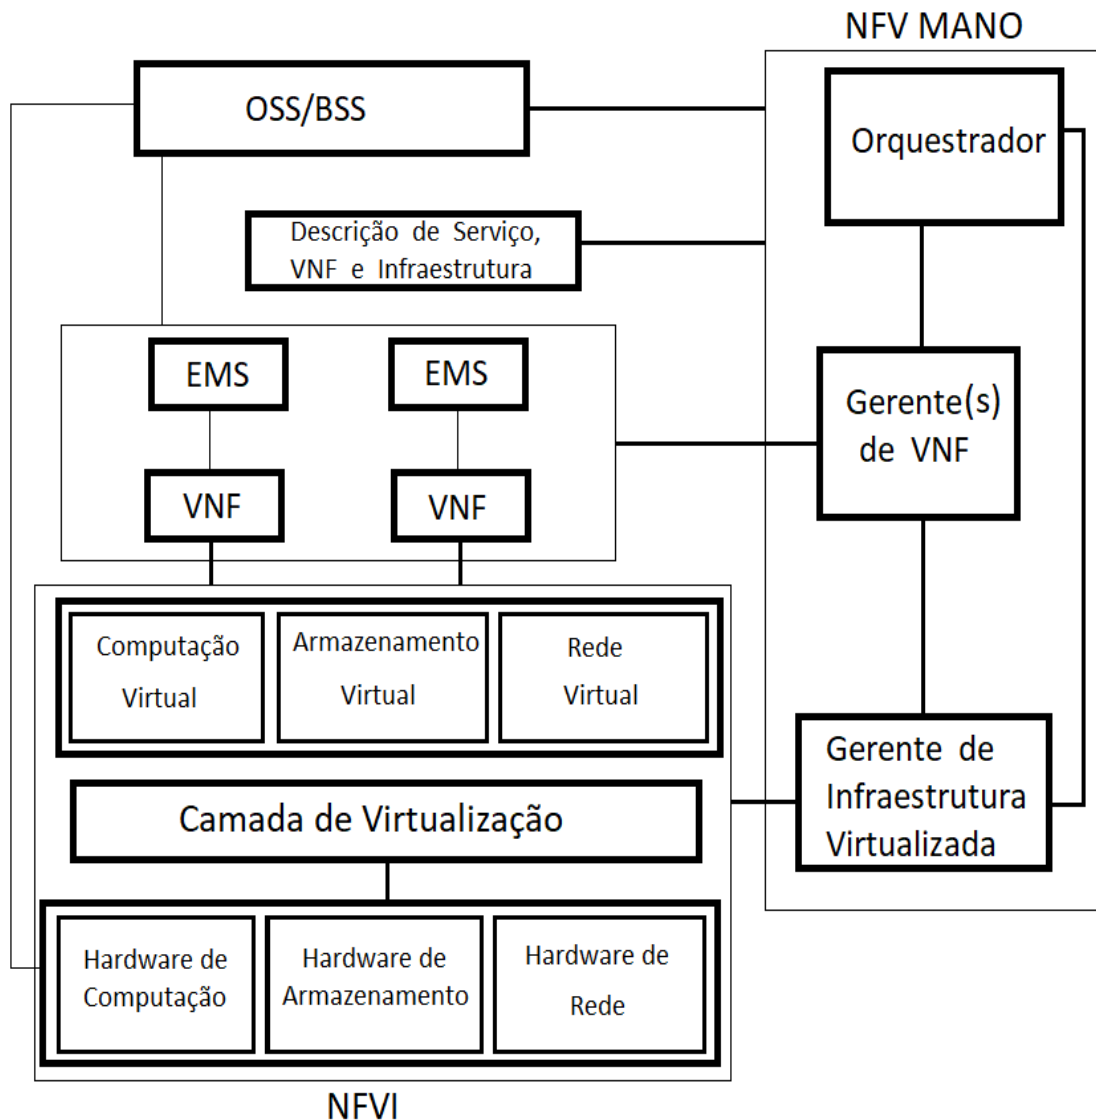 NFV MANO
OSS/BSS
Orquestrador
Descrição de Serviço,
VNF e Infraestrutura
EMS
EMS
Gerente(s)
de VNF
VNF
VNF
Computação
Virtual
Armazenamento
Virtual
Rede
Virtual
Gerente de
Infraestrutura
Virtualizada
Camada de Virtualização
Hardware de
Computação
Hardware de
Armazenamento
Hardware de
Rede
NFVI